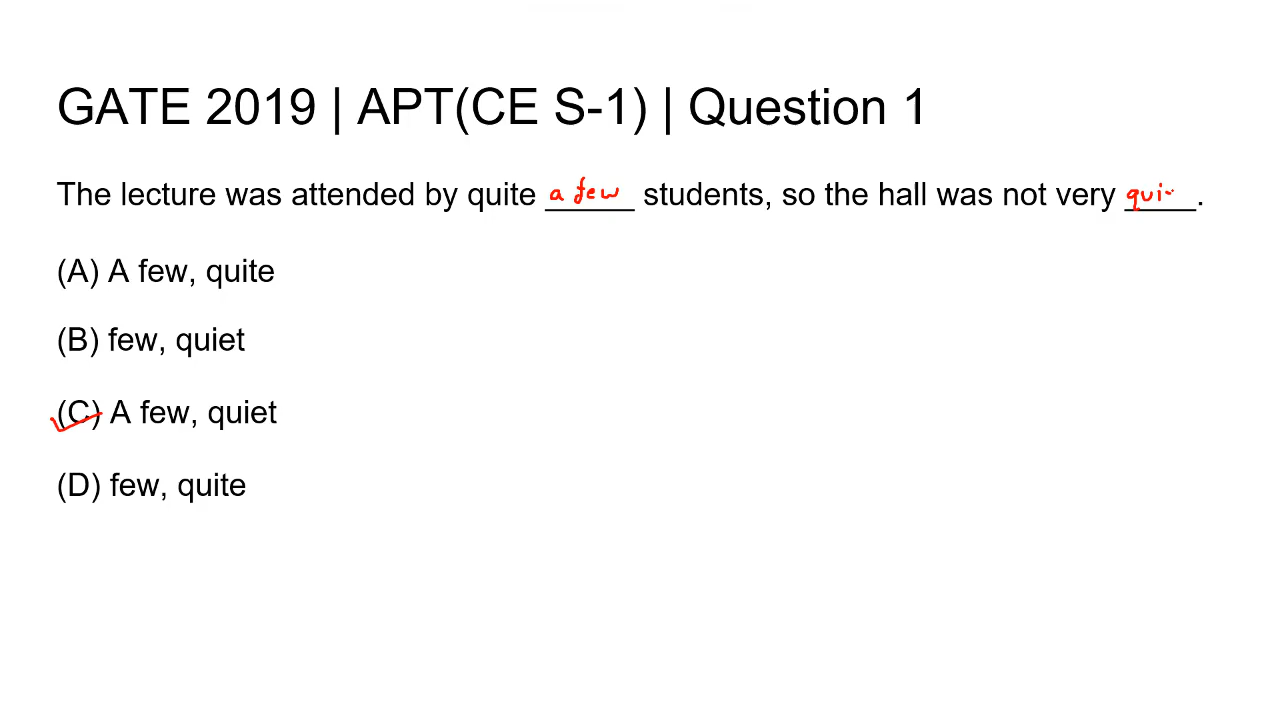 GATE 2019 | APT(CE S-1) | Question 1
The lecture was attended by quite a few students, so the hall was not very qui.
(A) A few, quite
(B) few, quiet
(C) A few, quiet
(D) few, quite